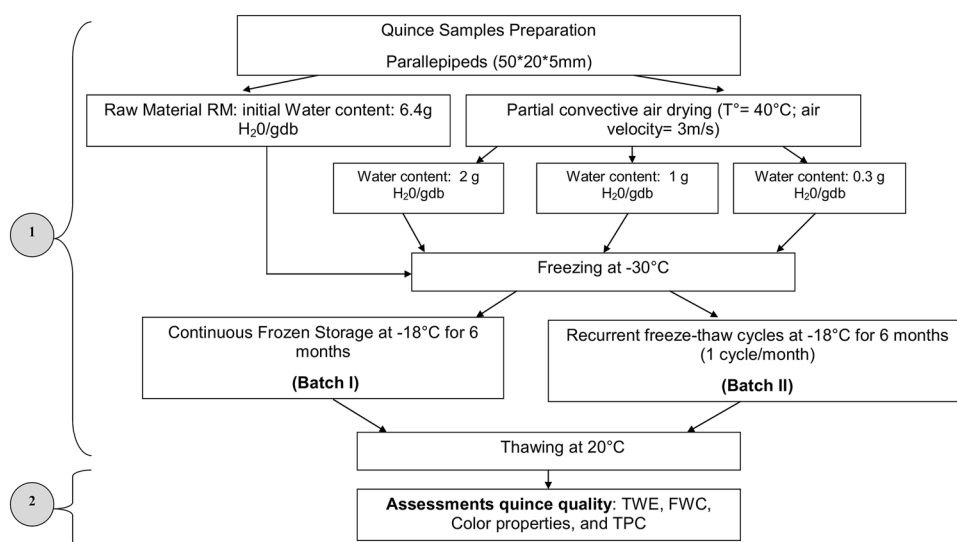 Quince Samples Preparation
Parallepipeds (50*20*5mm)
Raw Material RM: initial Water content: 6.4g
H₂0/gdb
Partial convective air drying (T°= 40°C; air
velocity= 3m/s)
Water content: 2 g
H₂0/gdb
Water content: 1 g
H₂0/gdb
Water content: 0.3 g
H₂0/gdb
1
Freezing at -30°C
Continuous Frozen Storage at -18°C for 6
months
(Batch I)
Recurrent freeze-thaw cycles at -18°C for 6 months
(1 cycle/month)
(Batch II)
Thawing at 20°C
2
Assessments quince quality: TWE, FWC,
Color properties, and TPC